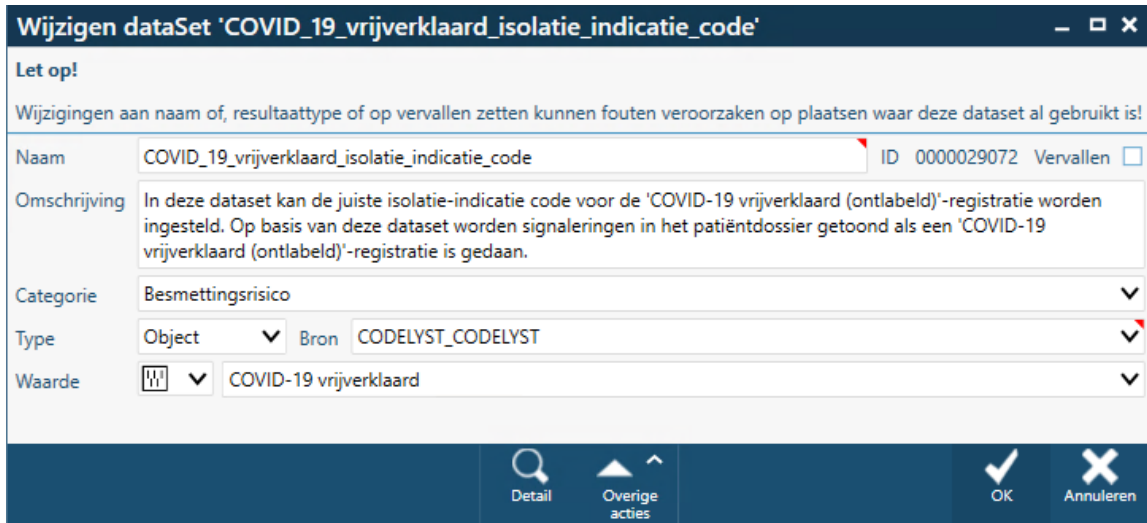 Wijzigen dataSet 'COVID_19_vrijverklaard_isolatie_indicatie_code'
Let op!
Wijzigingen aan naam of, resultaattype of op vervallen zetten kunnen fouten veroorzaken op plaatsen waar deze dataset al gebruikt is!
Naam COVID_19_vrijverklaard_isolatie_indicatie_code ID 0000029072 Vervallen
Omschrijving In deze dataset kan de juiste isolatie-indicatie code voor de 'COVID-19 vrijverklaard (ontlabeld)'-registratie worden
ingesteld. Op basis van deze dataset worden signaleringen in het patiëntdossier getoond als een 'COVID-19
vrijverklaard (ontlabeld)'-registratie is gedaan.
Categorie Besmettingsrisico
Type Object Bron CODELYST_CODELYST
Waarde COVID-19 vrijverklaard
Detail Overige OK Annuleren
acties